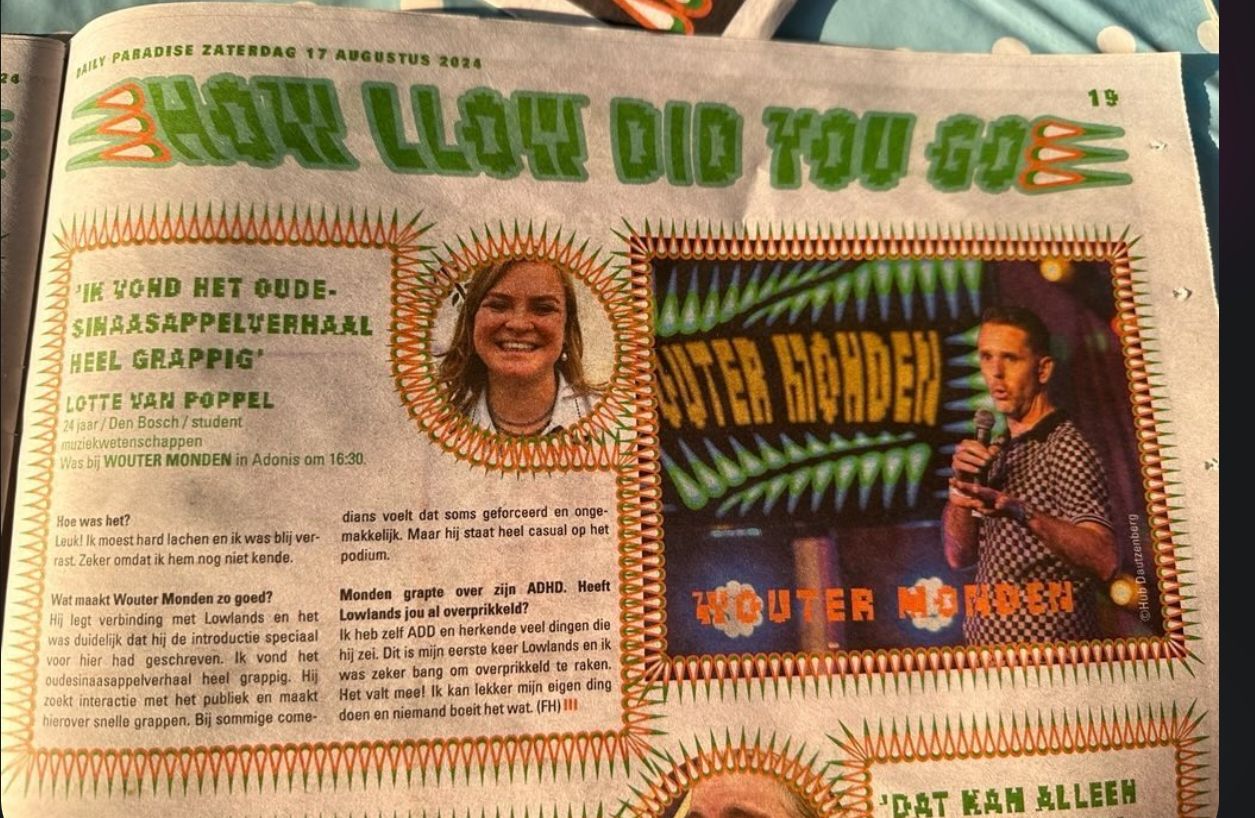 24
DAILY PARADISE ZATERDAG 17 AUGUSTUS 2024
19
HOW LLOW DID YOU GO
'IK VOND HET OUDE-
SINAASAPPELVERHAAL
HEEL GRAPPIG'
LOTTE VAN POPPEL
24 jaar / Den Bosch / student
muziekwetenschappen
Was bij WOUTER MONDEN in Adonis om 16:30.
Hoe was het?
Leuk! Ik moest hard lachen en ik was blij ver-
rast. Zeker omdat ik hem nog niet kende.
Wat maakt Wouter Monden zo goed?
Hij legt verbinding met Lowlands en het
was duidelijk dat hij de introductie speciaal
voor hier had geschreven. Ik vond het
oudesinaasappelverhaal heel grappig. Hij
zoekt interactie met het publiek en maakt
hierover snelle grappen. Bij sommige come-
dians voelt dat soms geforceerd en onge-
makkelijk. Maar hij staat heel casual op het
podium.
Monden grapte over zijn ADHD. Heeft
Lowlands jou al overprikkeld?
Ik heb zelf ADD en herkende veel dingen die
hij zei. Dit is mijn eerste keer Lowlands en ik
was zeker bang om overprikkeld te raken.
Het valt mee! Ik kan lekker mijn eigen ding
doen en niemand boeit het wat. (FH)
OUTER MONDEN
WOUTER MONDEN
©Hub Dautzenberg
'DAT KAN ALLEEN